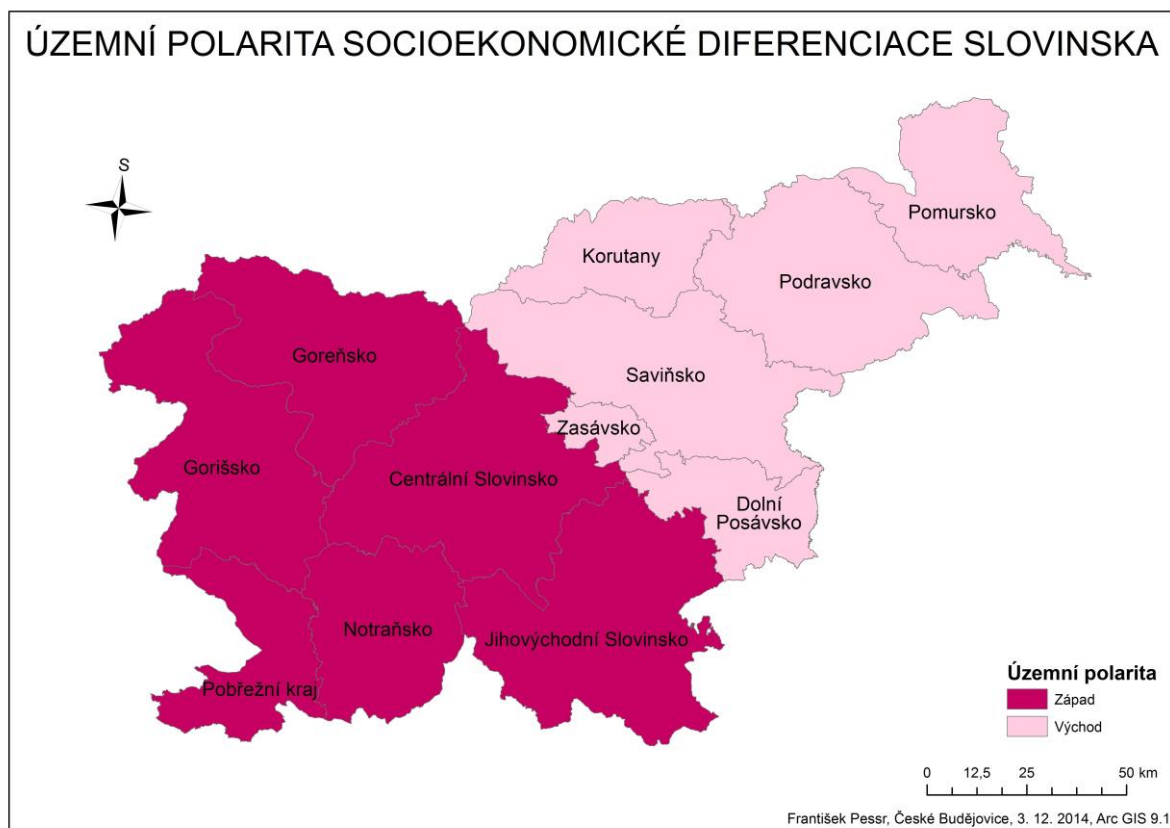 ÚZEMNÍ POLARITA SOCIOEKONOMICKÉ DIFERENCIACE SLOVINSKA
S
Pomursko
Korutany
Podravsko
Goreňsko
Saviňsko
Zasávsko
Gorišsko
Centrální Slovinsko
Dolní
Posávsko
Notraňsko
Jihovýchodní Slovinsko
Pobřežní kraj
Územní polarita
Západ
Východ
0 12,5 25 50 km
František Pessr, České Budějovice, 3. 12. 2014, Arc GIS 9.1